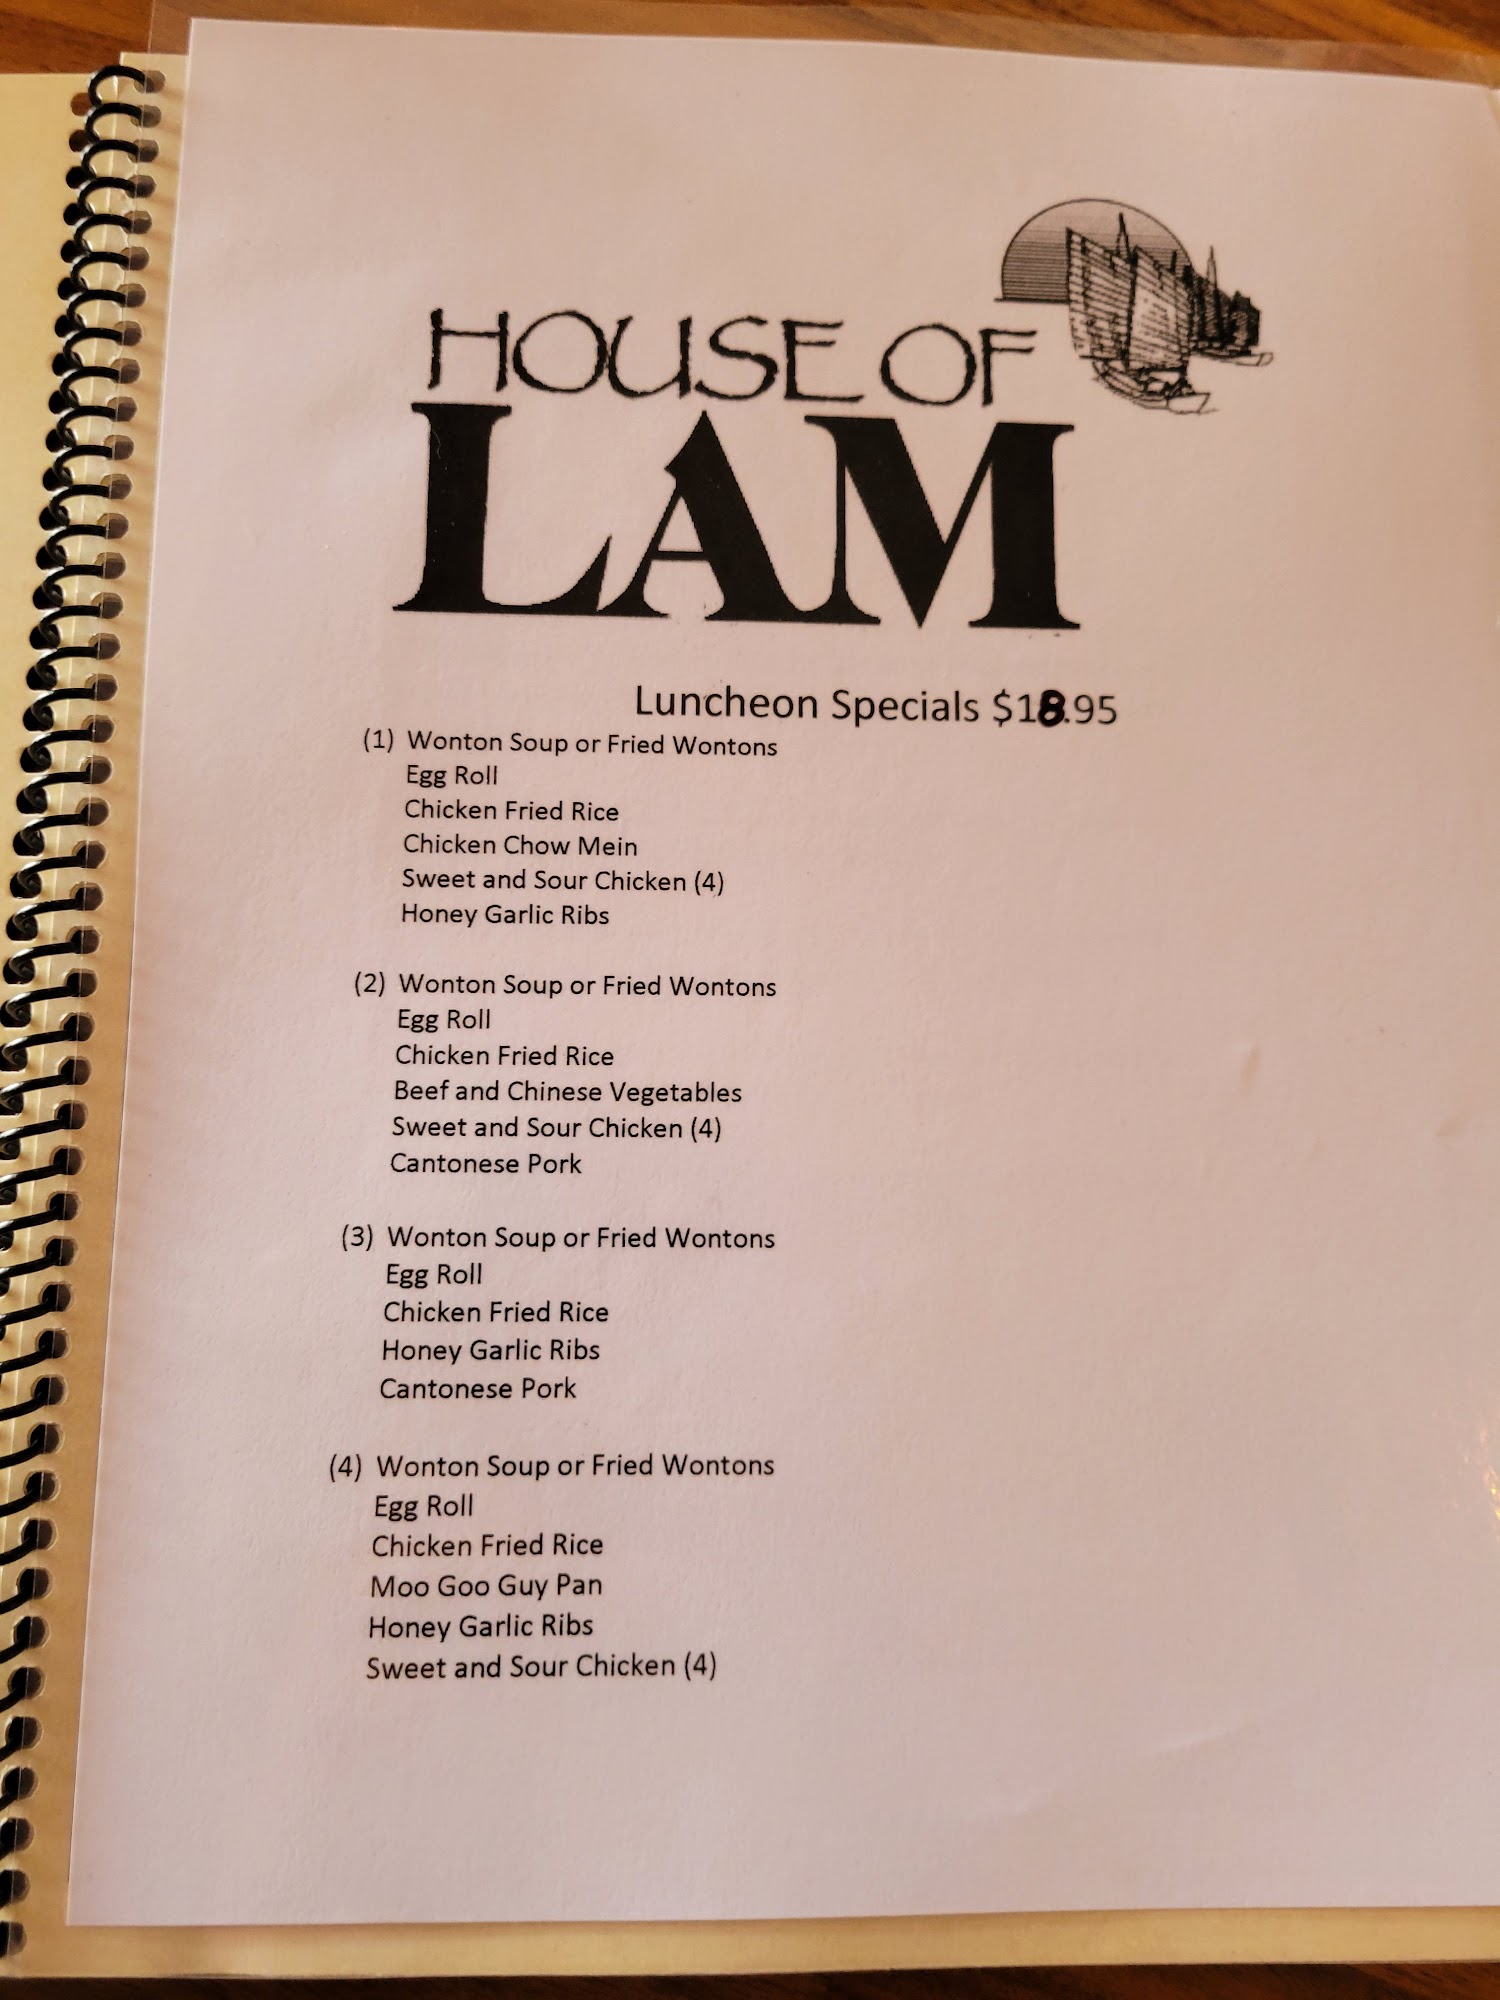 HOUSE OF
LAM
Luncheon Specials $18.95
(1) Wonton Soup or Fried Wontons
Egg Roll
Chicken Fried Rice
Chicken Chow Mein
Sweet and Sour Chicken (4)
Honey Garlic Ribs
(2) Wonton Soup or Fried Wontons
Egg Roll
Chicken Fried Rice
Beef and Chinese Vegetables
Sweet and Sour Chicken (4)
Cantonese Pork
(3) Wonton Soup or Fried Wontons
Egg Roll
Chicken Fried Rice
Honey Garlic Ribs
Cantonese Pork
(4) Wonton Soup or Fried Wontons
Egg Roll
Chicken Fried Rice
Moo Goo Guy Pan
Honey Garlic Ribs
Sweet and Sour Chicken (4)